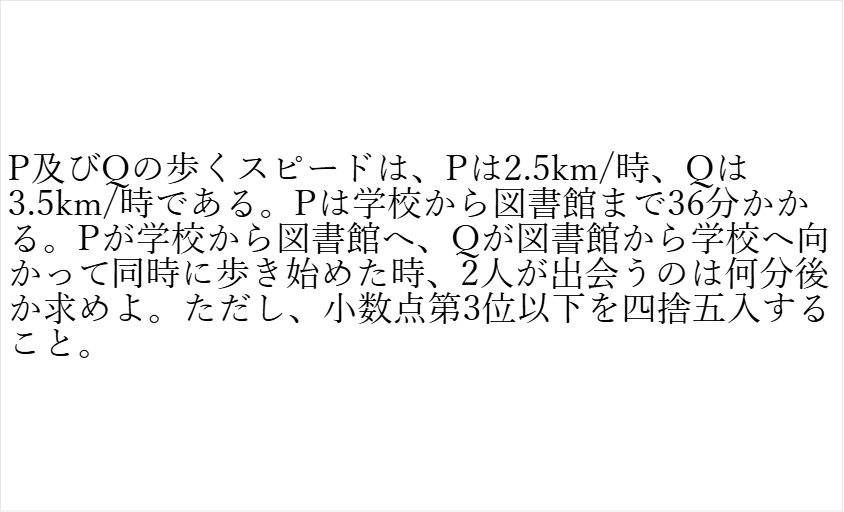 P及びQの歩くスピードは、Pは2.5km/時、Qは
3.5km/時である。Pは学校から図書館まで36分かか
る。Pが学校から図書館へ、Qが図書館から学校へ向
かって同時に歩き始めた時、2人が出会うのは何分後
か求めよ。ただし、小数点第3位以下を四捨五入する
こと。